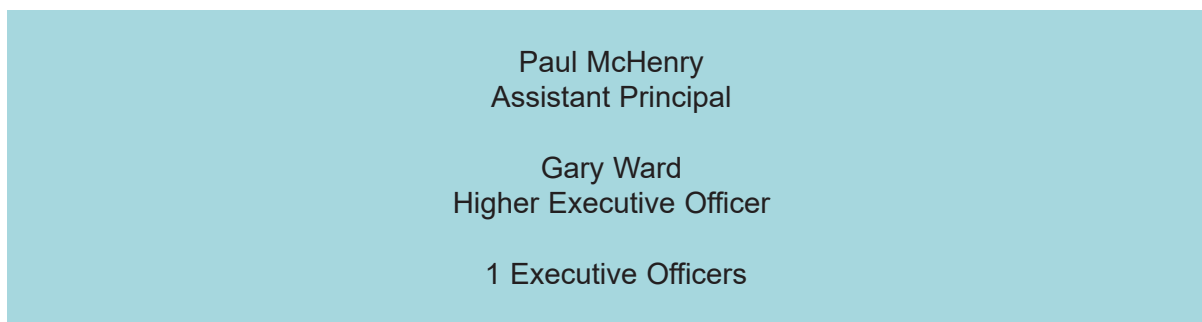 Paul McHenry
Assistant Principal
Gary Ward
Higher Executive Officer
1 Executive Officers